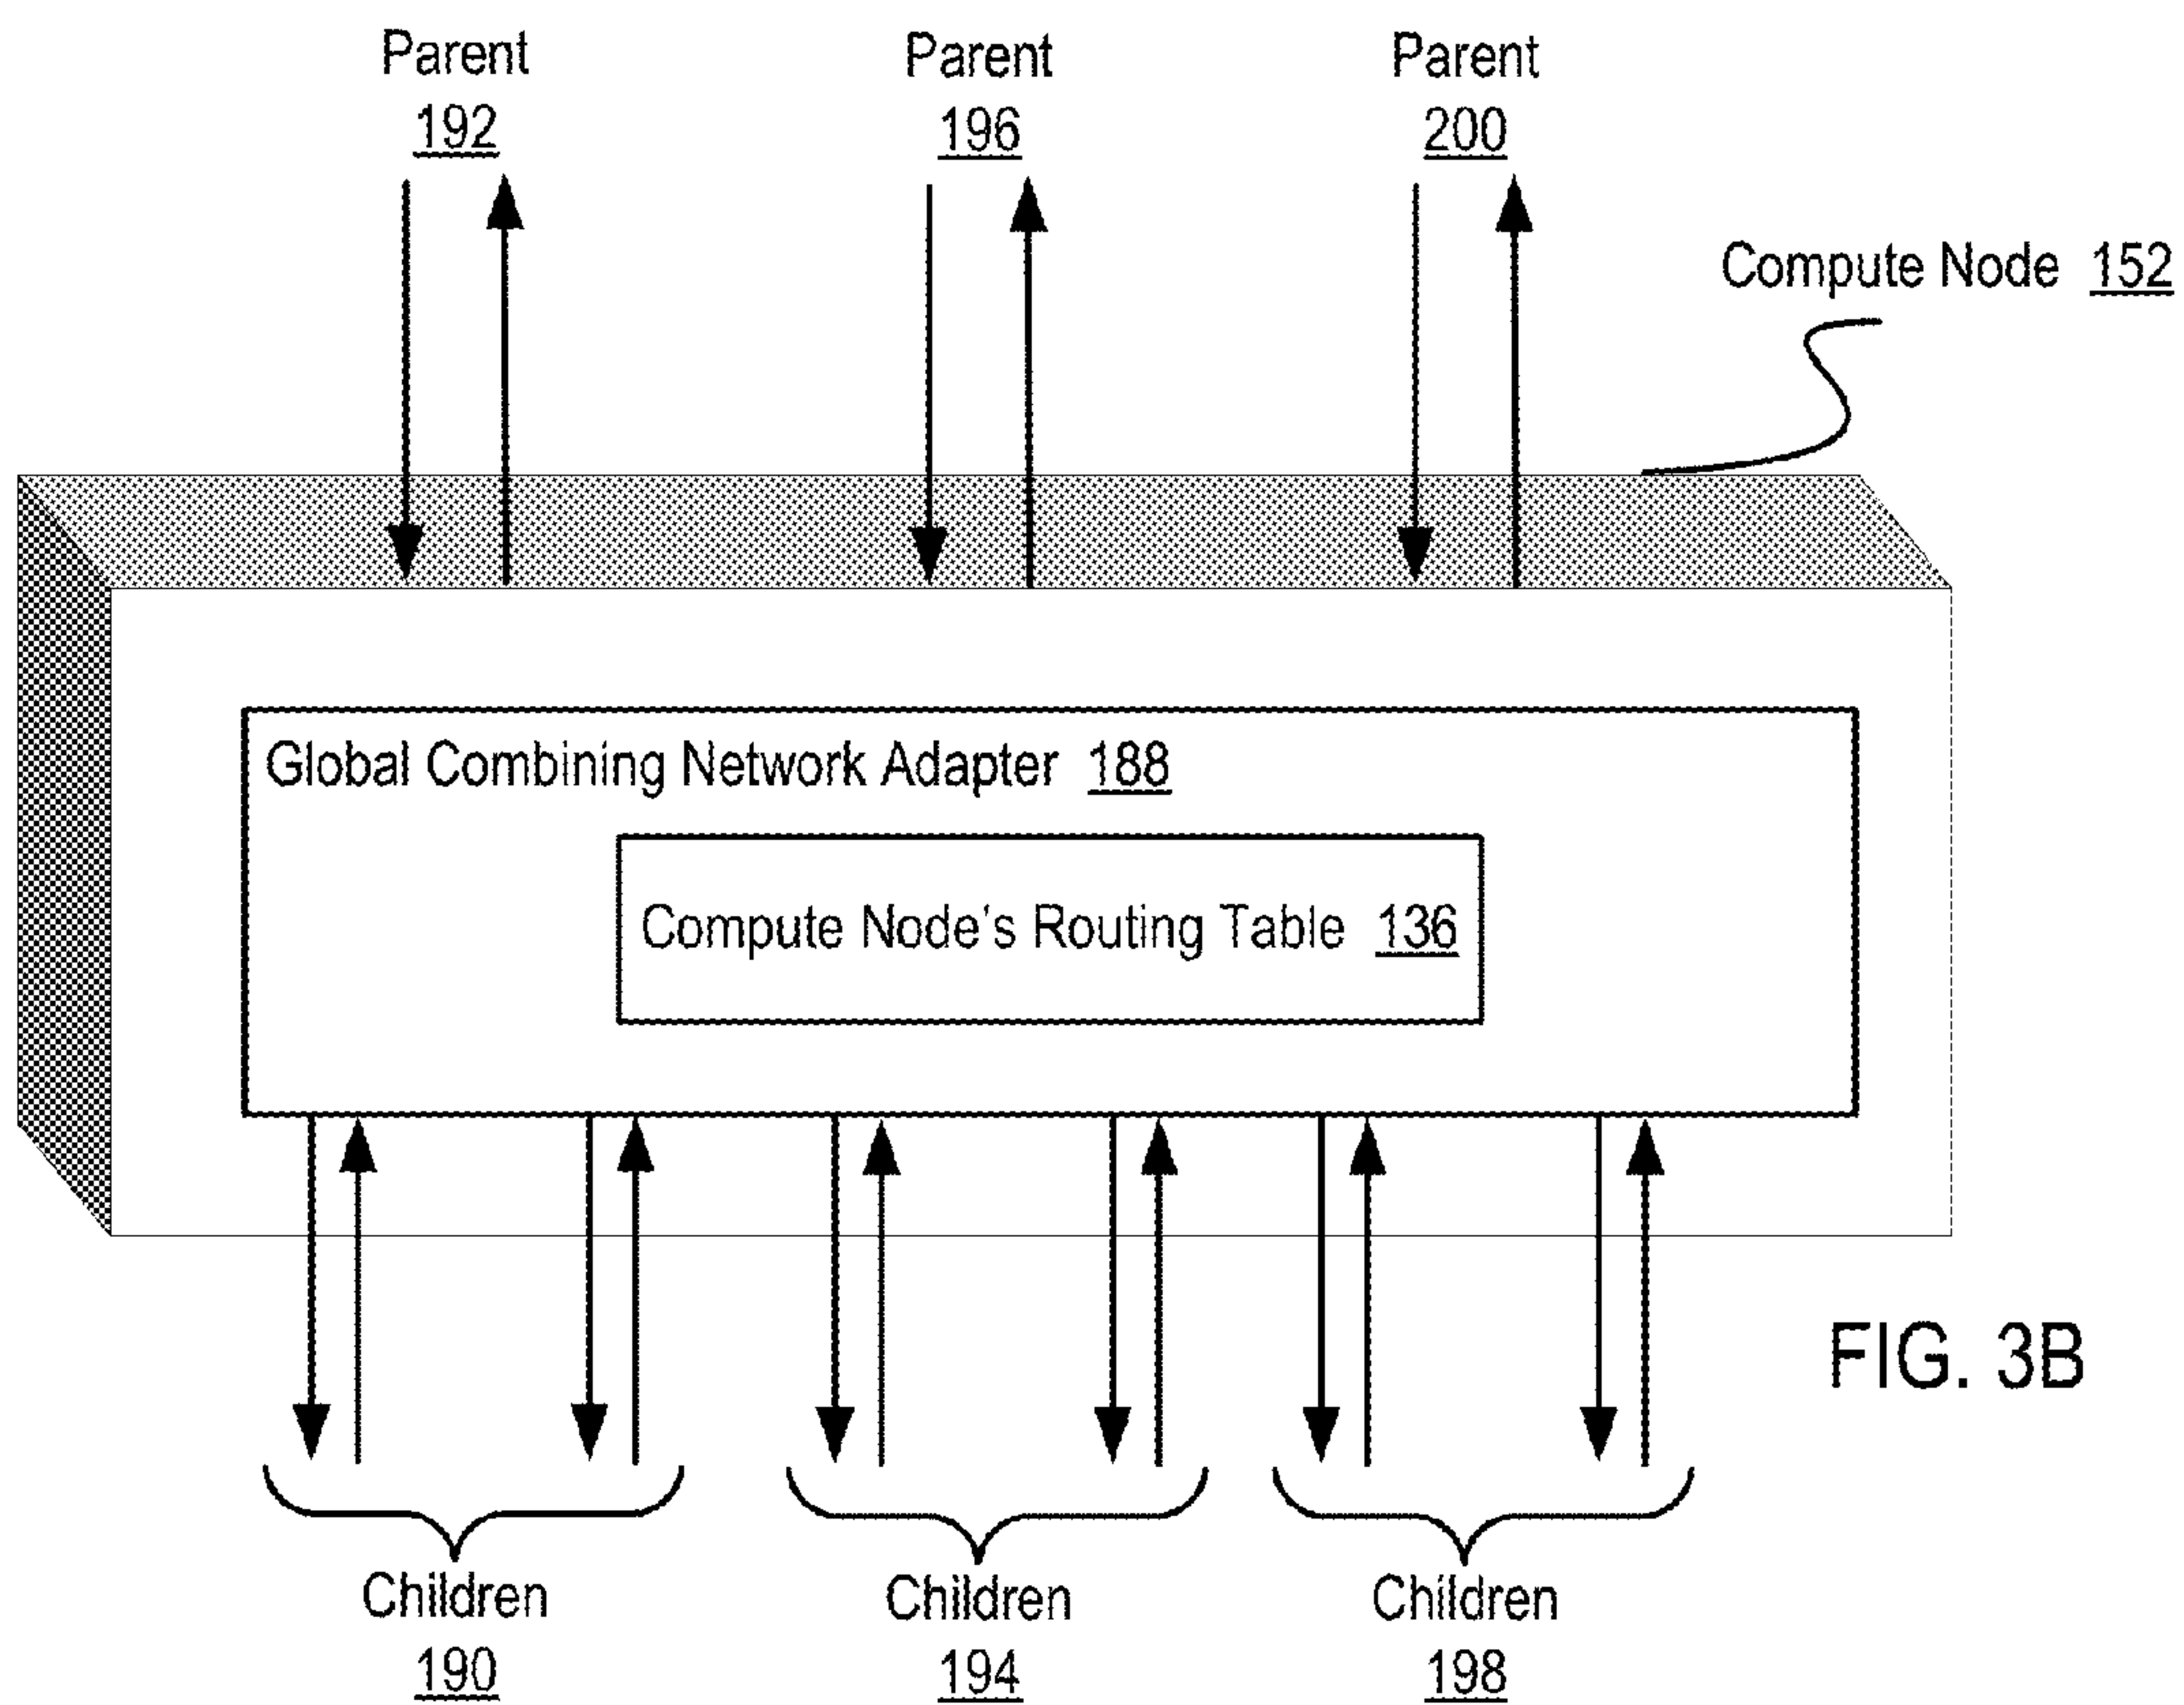 Parent Parent Parent
192 196 200
Compute Node 152
Global Combining Network Adapter 188
Compute Node's Routing Table 136
FIG. 3B
Children Children Children
190 194 198